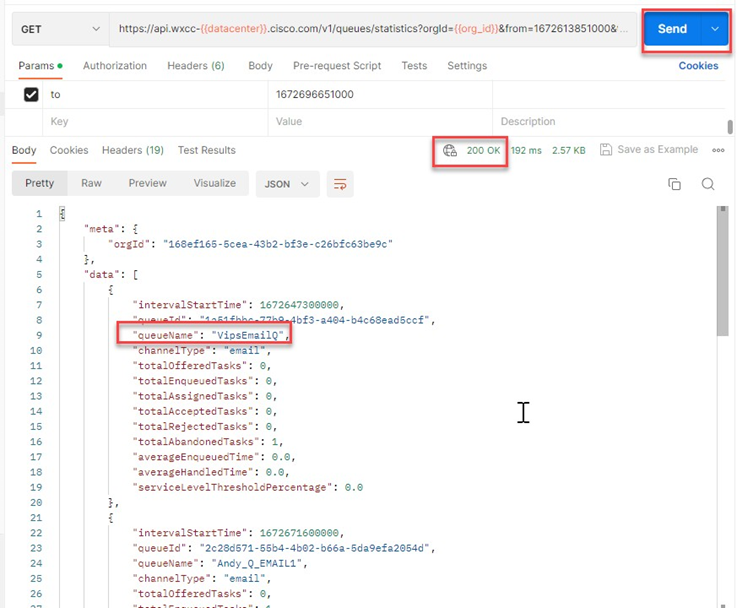 GET https://api.wxcc-{{datacenter}}.cisco.com/v1/queues/statistics?orgId={{org_id}}&from=1672613851000&... Send
Params Authorization Headers (6) Body Pre-request Script Tests Settings Cookies
to 1672696651000
Key Value Description
Body Cookies Headers (19) Test Results 200 OK 192 ms 2.57 KB Save as Example
Pretty Raw Preview Visualize JSON
1 {
2 "meta": {
3 "orgId": "168ef165-5cea-43b2-bf3e-c26bfc63be9c"
4 },
5 "data": [
6 {
7 "intervalStartTime": 1672647300000,
8 "queueId": "1a51fbbc-77b9-4bf3-a404-b4c68ead5ccf",
9 "queueName": "VipsEmailQ",
10 "channelType": "email",
11 "totalOfferedTasks": 0,
12 "totalEnqueuedTasks": 0,
13 "totalAssignedTasks": 0,
14 "totalAcceptedTasks": 0,
15 "totalRejectedTasks": 0,
16 "totalAbandonedTasks": 1,
17 "averageEnqueuedTime": 0.0,
18 "averageHandledTime": 0.0,
19 "serviceLevelThresholdPercentage": 0.0
20 },
21 {
22 "intervalStartTime": 1672671600000,
23 "queueId": "2c28d571-55b4-4b02-b66a-5da9efa2054d",
24 "queueName": "Andy_Q_EMAIL1",
25 "channelType": "email",
26 "totalOfferedTasks": 0,